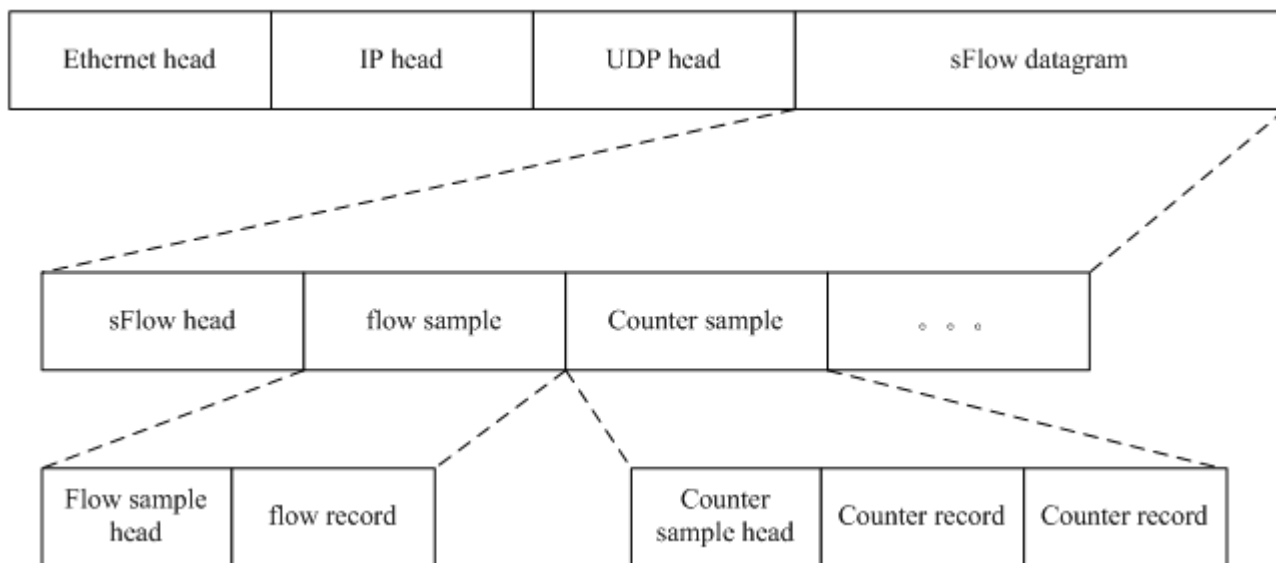 Ethernet head
IP head
UDP head
sFlow datagram
sFlow head
flow sample
Counter sample
。。。
Flow sample
head
flow record
Counter
sample head
Counter record
Counter record